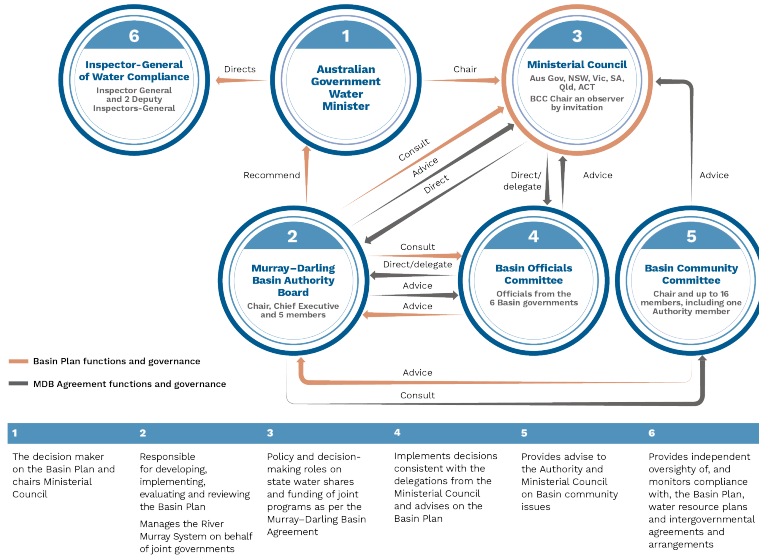 6
Inspector-General
of Water Compliance
Inspector General
and 2 Deputy
Inspectors-General
Directs
1
Australian
Government
Water
Minister
Chair
3
Ministerial Council
Aus Gov, NSW, Vic, SA,
Qld, ACT
BCC Chair an observer
by invitation
Recommend
Consult
Advice
Direct
Direct/
delegate
Advice
Advice
2
Murray–Darling
Basin Authority
Board
Chair, Chief Executive
and 5 members
Consult
Direct/delegate
Advice
Advice
4
Basin Officials
Committee
Officials from the
6 Basin governments
5
Basin Community
Committee
Chair and up to 16
members, including one
Authority member
Basin Plan functions and governance
MDB Agreement functions and governance
Advice
Consult
1
The decision maker
on the Basin Plan and
chairs Ministerial
Council
2
Responsible
for developing,
implementing,
evaluating and reviewing
the Basin Plan
Manages the River
Murray System on behalf
of joint governments
3
Policy and decision-
making roles on
state water shares
and funding of joint
programs as per the
Murray–Darling Basin
Agreement
4
Implements decisions
consistent with the
delegations from the
Ministerial Council
and advises on the
Basin Plan
5
Provides advise to
the Authority and
Ministerial Council
on Basin community
issues
6
Provides independent
oversighty of, and
monitors compliance
with, the Basin Plan,
water resource plans
and intergovernmental
agreements and
arrangements